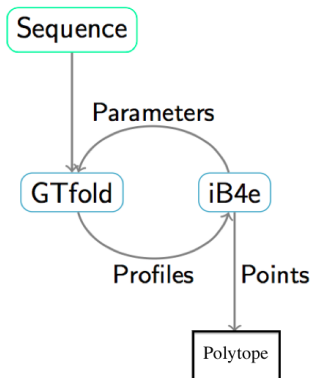 Sequence
Parameters
GTfold
iB4e
Profiles
Points
Polytope